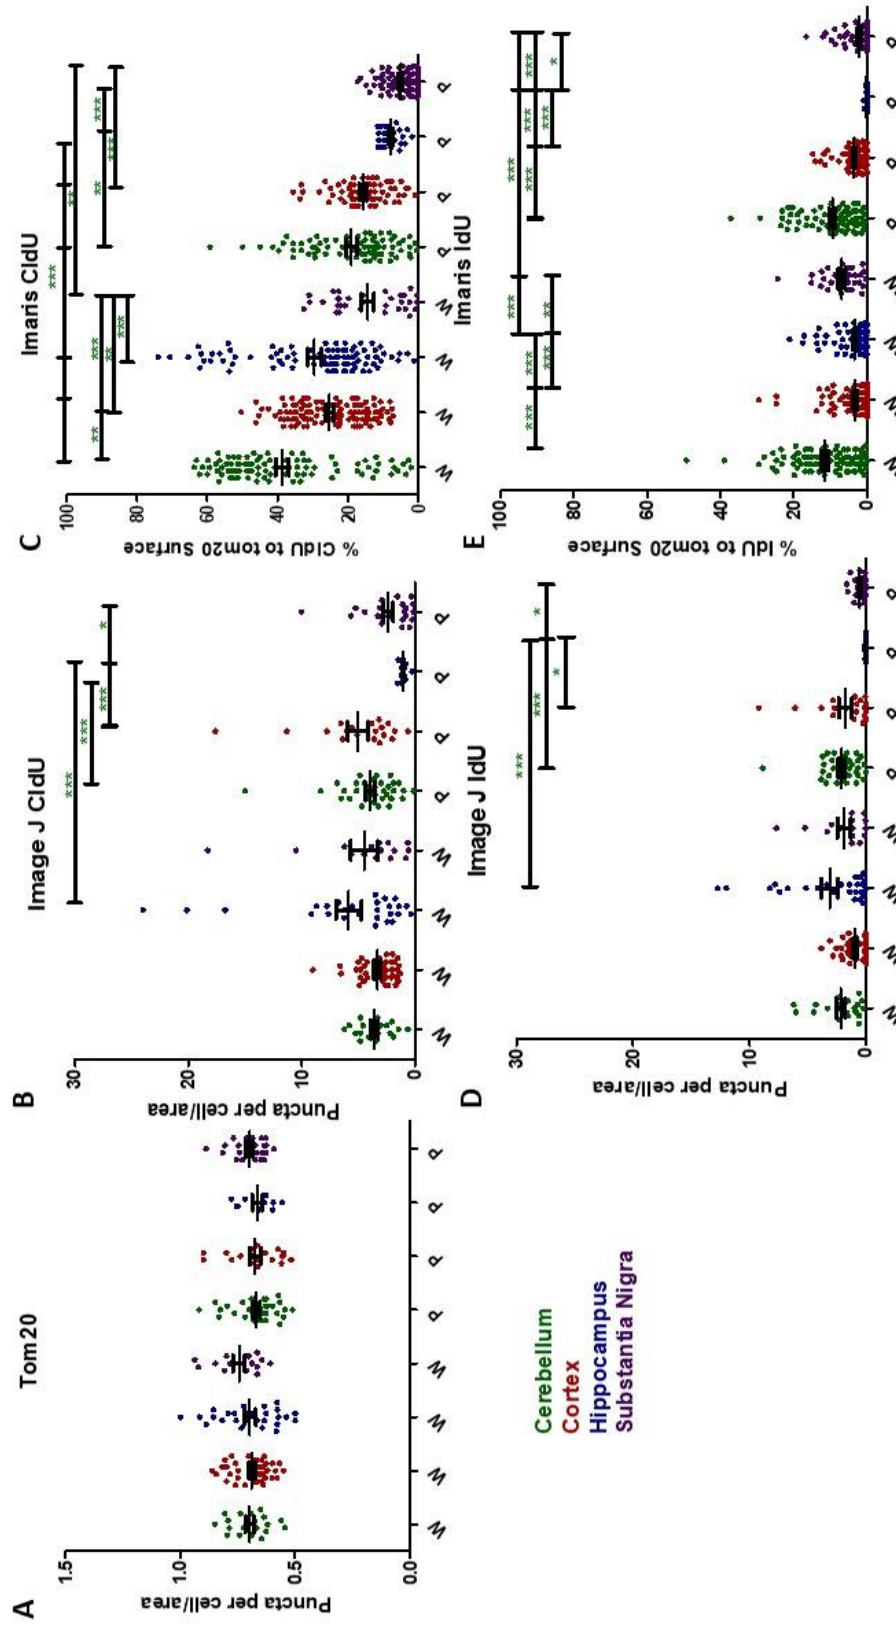 A
Tom20
Puncta per cell/area
1.5
1.0
0.5
0.0
W W W W P P P P
B
Image J CldU
Puncta per cell/area
30
20
10
0
***
***
*** *
W W W W P P P P
C
Imaris CldU
% CldU to tom20 Surface
100
80
60
40
20
0
***
**
** *** ** ***
** ***
***
W W W W P P P P
Cerebellum
Cortex
Hippocampus
Substantia Nigra
D
Image J IdU
Puncta per cell/area
30
20
10
0
***
*** *
*
E
Imaris IdU
% IdU to tom20 Surface
100
80
60
40
20
0
*** ***
*** *** *** *** ***
*** ** ***
*